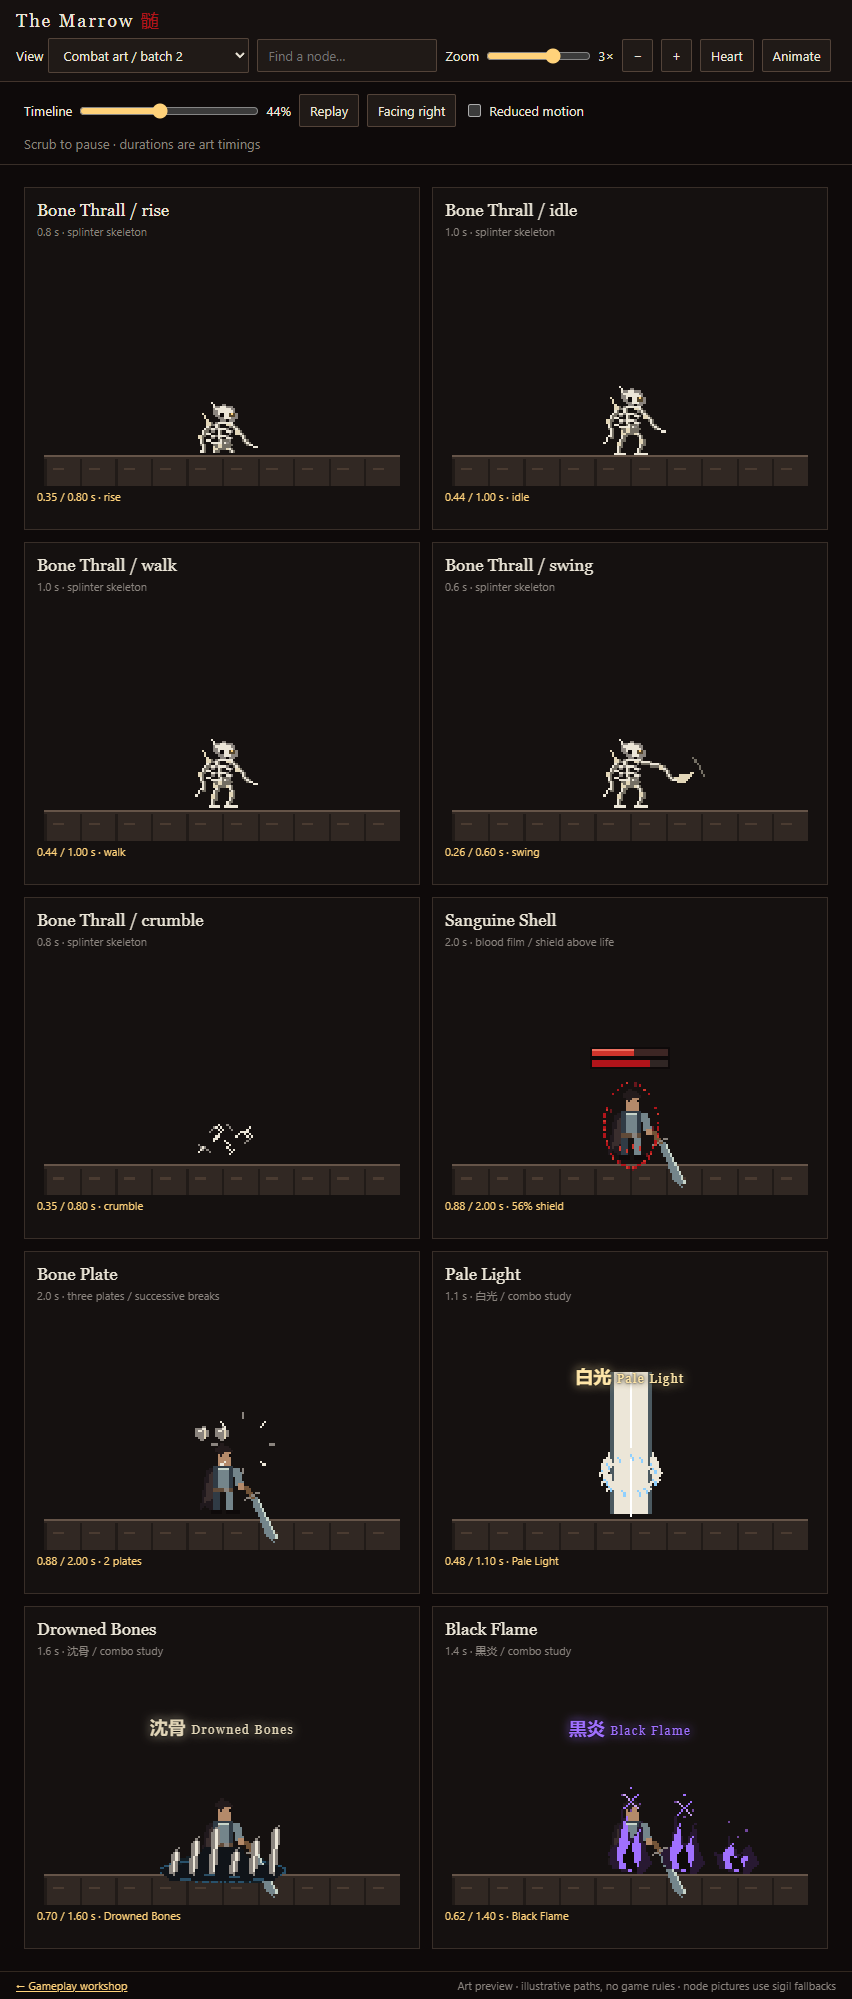 The Marrow 髄
View Combat art / batch 2 Find a node... Zoom 3× − + Heart Animate
Timeline 44% Replay Facing right Reduced motion
Scrub to pause · durations are art timings
Bone Thrall / rise
0.8 s · splinter skeleton
0.35 / 0.80 s · rise
Bone Thrall / idle
1.0 s · splinter skeleton
0.44 / 1.00 s · idle
Bone Thrall / walk
1.0 s · splinter skeleton
0.44 / 1.00 s · walk
Bone Thrall / swing
0.6 s · splinter skeleton
0.26 / 0.60 s · swing
Bone Thrall / crumble
0.8 s · splinter skeleton
0.35 / 0.80 s · crumble
Sanguine Shell
2.0 s · blood film / shield above life
0.88 / 2.00 s · 56% shield
Bone Plate
2.0 s · three plates / successive breaks
0.88 / 2.00 s · 2 plates
Pale Light
1.1 s · 白光 / combo study
白光 Pale Light
0.48 / 1.10 s · Pale Light
Drowned Bones
1.6 s · 沈骨 / combo study
沈骨 Drowned Bones
0.70 / 1.60 s · Drowned Bones
Black Flame
1.4 s · 黒炎 / combo study
黒炎 Black Flame
0.62 / 1.40 s · Black Flame
← Gameplay workshop
Art preview · illustrative paths, no game rules · node pictures use sigil fallbacks